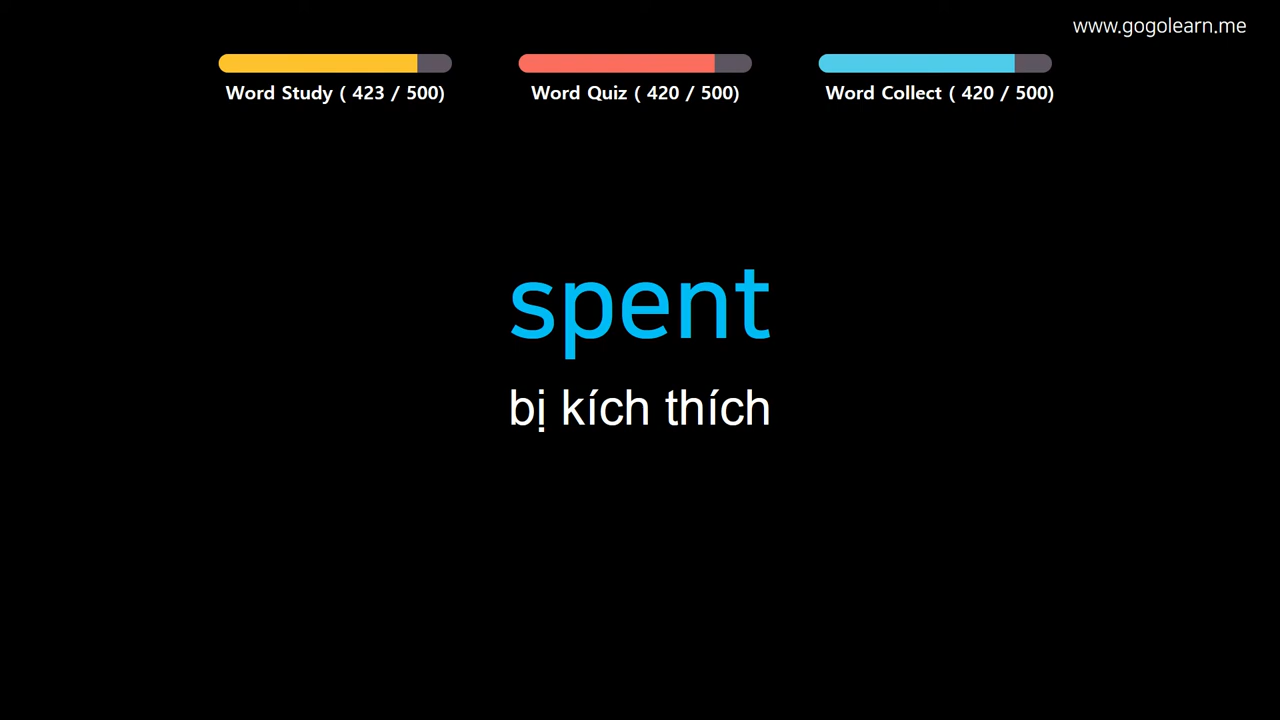 www.gogolearn.me
Word Study ( 423 / 500)
Word Quiz ( 420 / 500)
Word Collect ( 420 / 500)
spent
bị kích thích